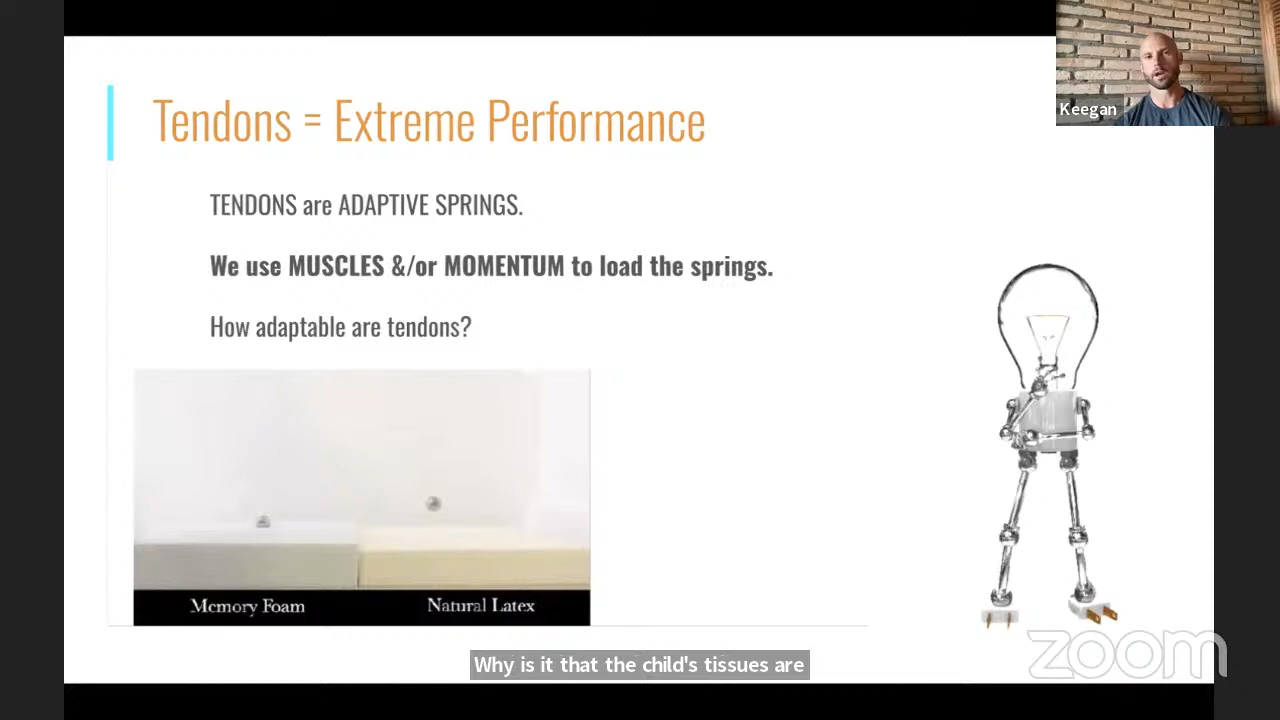 Keegan
Tendons = Extreme Performance
TENDONS are ADAPTIVE SPRINGS.
We use MUSCLES &/or MOMENTUM to load the springs.
How adaptable are tendons?
Memory Foam
Natural Latex
Why is it that the child's tissues are
zoom